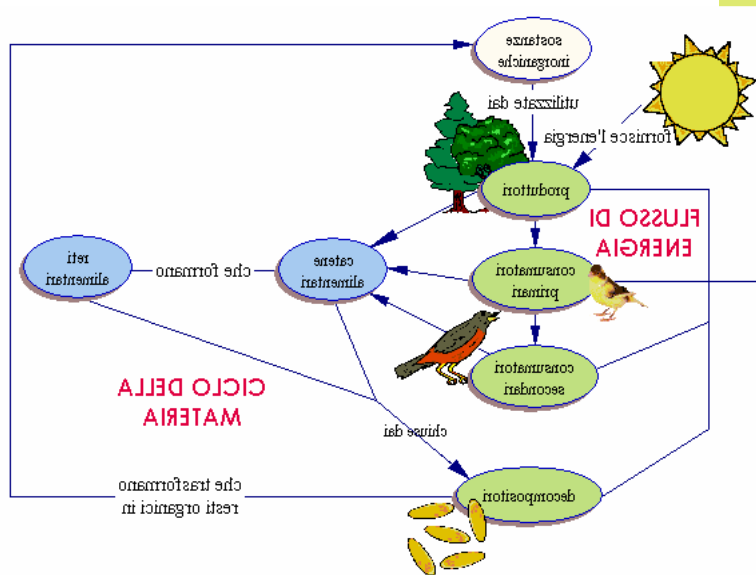 sostanze
inorganiche
utilizzate dai
fornisce l'energia
produttori
FLUSSO DI
ENERGIA
consumatori
primari
catene
alimentari
che formano
reti
alimentari
consumatori
secondari
CICLO DELLA
MATERIA
chiuse dai
decompositori
che trasformano
resti organici in